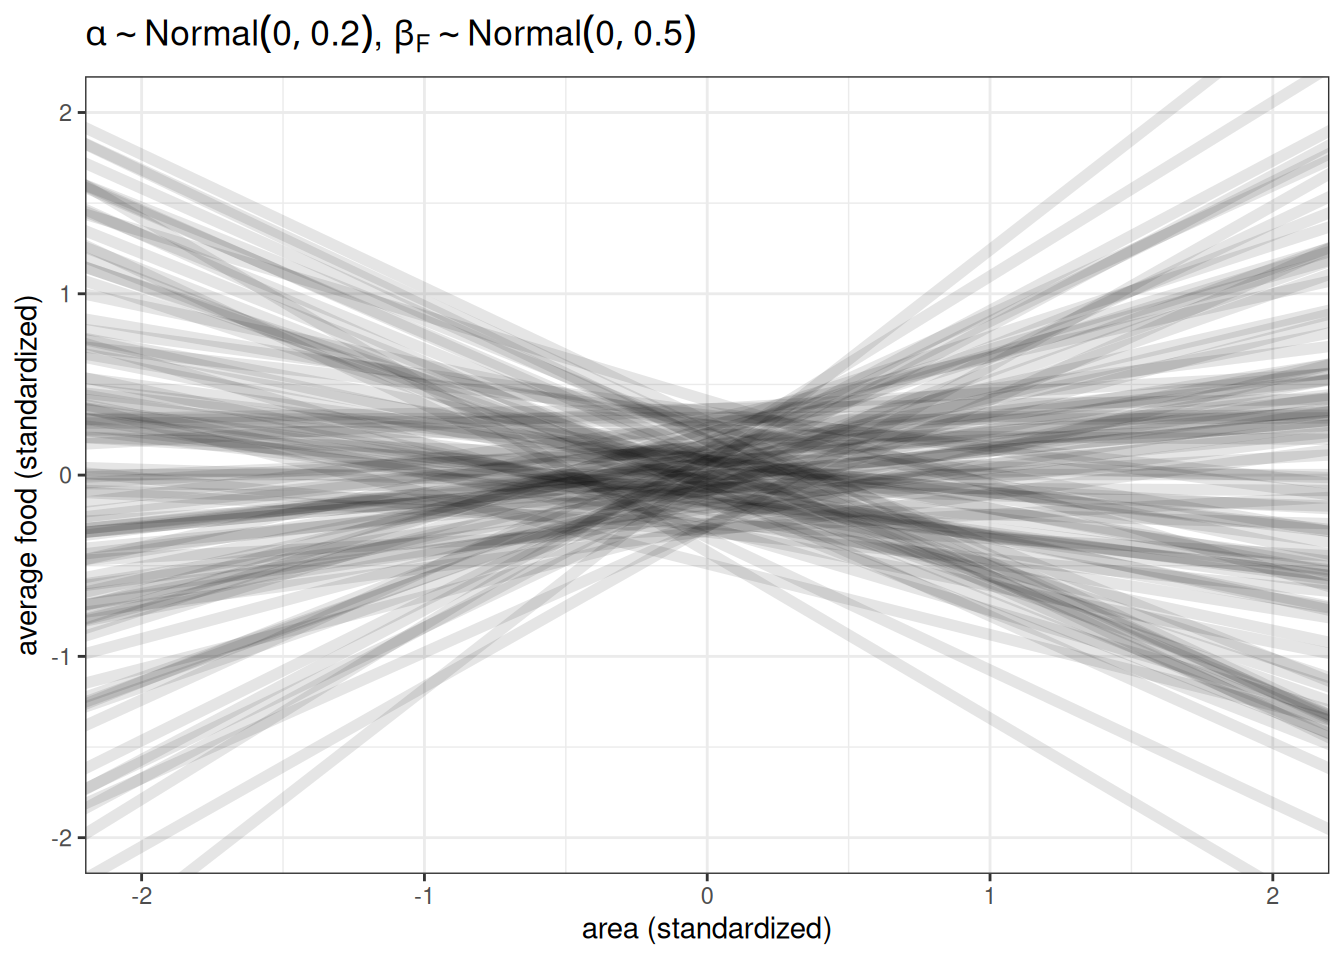 α ~ Normal(0, 0.2), β_F ~ Normal(0, 0.5)
average food (standardized)
2
1
0
-1
-2
-2 -1 0 1 2
area (standardized)